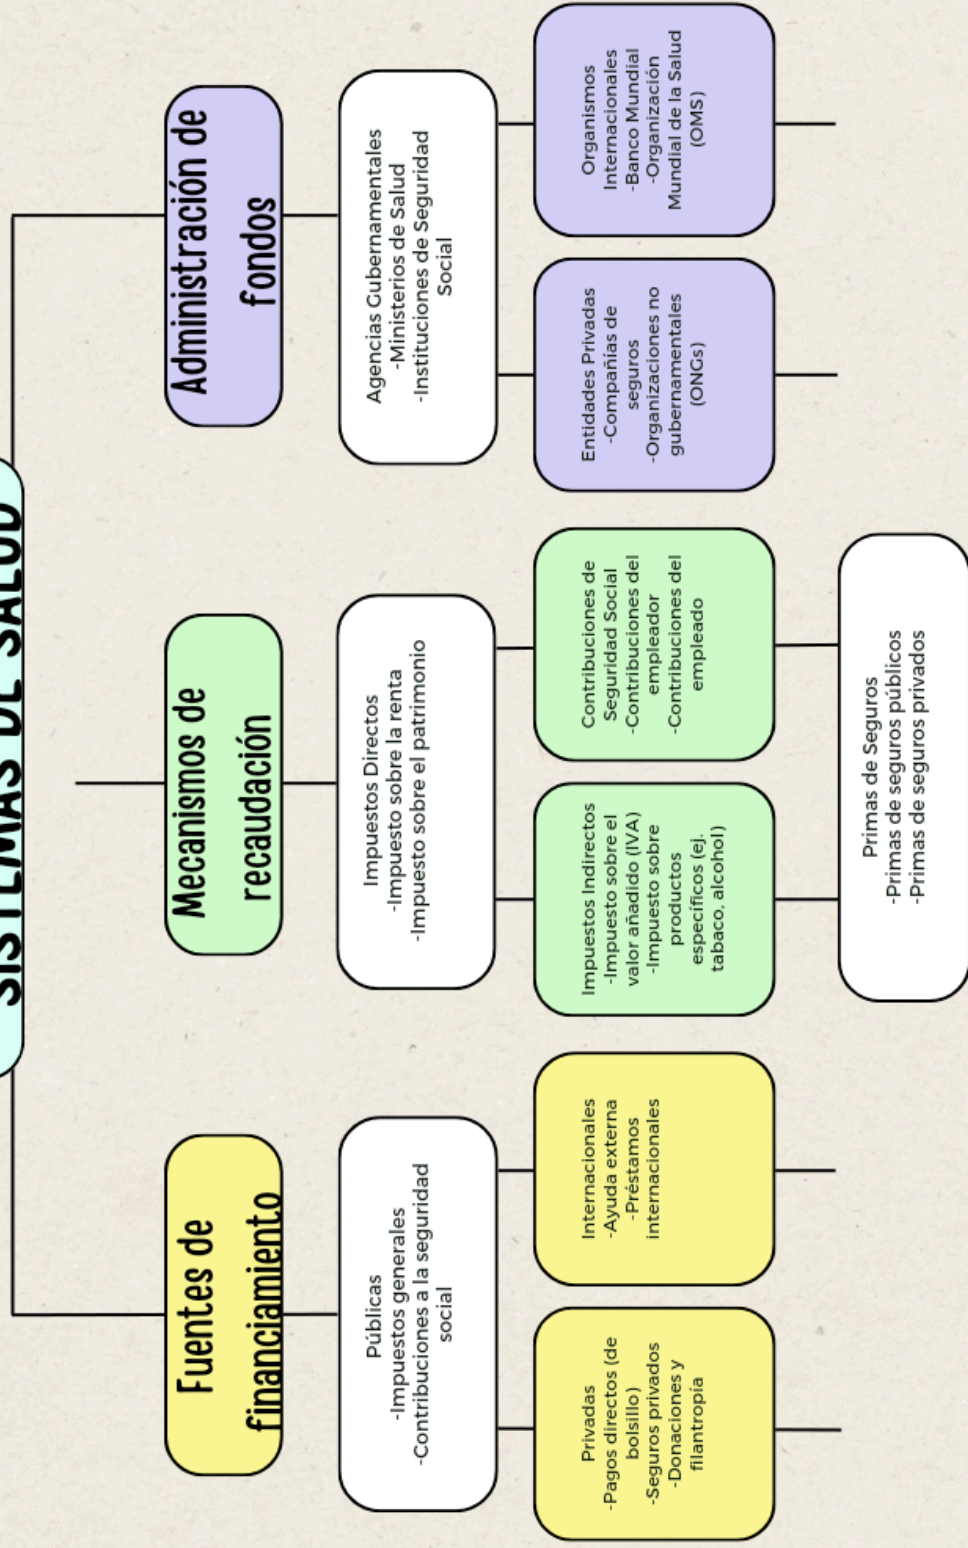 SISTEMAS DE SALUD
Fuentes de
financiamiento
Públicas
-Impuestos generales
-Contribuciones a la seguridad
social
Privadas
-Pagos directos (de
bolsillo)
-Seguros privados
-Donaciones y
filantropía
Internacionales
-Ayuda externa
-Préstamos
internacionales
Mecanismos de
recaudación
Impuestos Directos
-Impuesto sobre la renta
-Impuesto sobre el patrimonio
Impuestos Indirectos
-Impuesto sobre el
valor añadido (IVA)
-Impuesto sobre
productos
específicos (ej.
tabaco, alcohol)
Contribuciones de
Seguridad Social
-Contribuciones del
empleador
-Contribuciones del
empleado
Primas de Seguros
-Primas de seguros públicos
-Primas de seguros privados
Administración de
fondos
Agencias Gubernamentales
-Ministerios de Salud
-Instituciones de Seguridad
Social
Entidades Privadas
-Compañías de
seguros
-Organizaciones no
gubernamentales
(ONGs)
Organismos
Internacionales
-Banco Mundial
-Organización
Mundial de la Salud
(OMS)